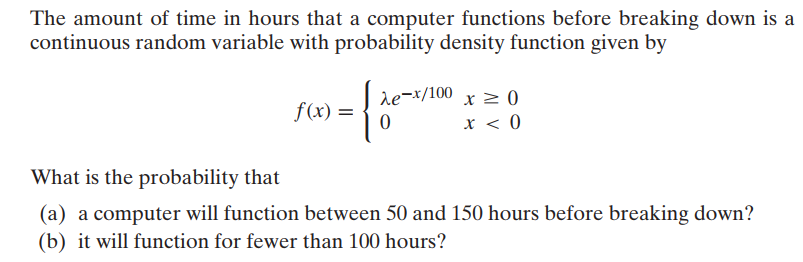 The amount of time in hours that a computer functions before breaking down is a
continuous random variable with probability density function given by
f(x) = { λe^{−x/100} x ≥ 0
0 x < 0
What is the probability that
(a) a computer will function between 50 and 150 hours before breaking down?
(b) it will function for fewer than 100 hours?